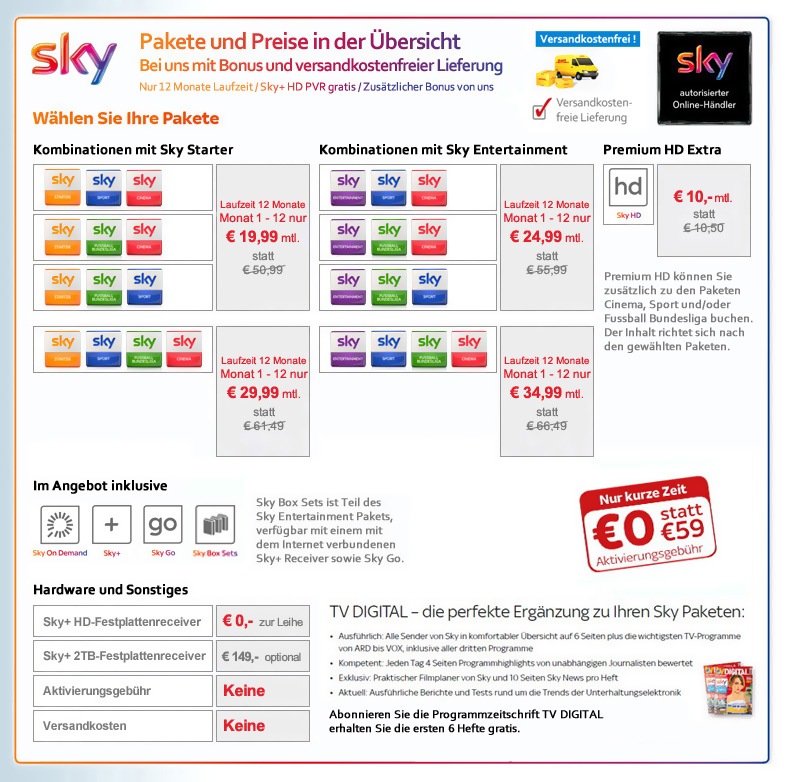 sky
Pakete und Preise in der Übersicht
Bei uns mit Bonus und versandkostenfreier Lieferung
Nur 12 Monate Laufzeit / Sky+ HD PVR gratis / Zusätzlicher Bonus von uns
Versandkostenfrei !
Versandkosten-
freie Lieferung
sky
autorisierter
Online-Händler
Wählen Sie Ihre Pakete
Kombinationen mit Sky Starter
sky STARTER sky SPORT sky CINEMA
sky STARTER sky FUSSBALL BUNDESLIGA sky CINEMA
sky STARTER sky FUSSBALL BUNDESLIGA sky SPORT
Laufzeit 12 Monate
Monat 1 - 12 nur
€ 19,99 mtl.
statt
€ 50,99
sky STARTER sky SPORT sky FUSSBALL BUNDESLIGA sky CINEMA
Laufzeit 12 Monate
Monat 1 - 12 nur
€ 29,99 mtl.
statt
€ 61,49
Kombinationen mit Sky Entertainment
sky ENTERTAINMENT sky SPORT sky CINEMA
sky ENTERTAINMENT sky FUSSBALL BUNDESLIGA sky CINEMA
sky ENTERTAINMENT sky FUSSBALL BUNDESLIGA sky SPORT
Laufzeit 12 Monate
Monat 1 - 12 nur
€ 24,99 mtl.
statt
€ 55,99
sky ENTERTAINMENT sky SPORT sky FUSSBALL BUNDESLIGA sky CINEMA
Laufzeit 12 Monate
Monat 1 - 12 nur
€ 34,99 mtl.
statt
€ 66,49
Premium HD Extra
hd
Sky HD
€ 10,- mtl.
statt
€ 10,50
Premium HD können Sie
zusätzlich zu den Paketen
Cinema, Sport und/oder
Fussball Bundesliga buchen.
Der Inhalt richtet sich nach
den gewählten Paketen.
Im Angebot inklusive
+ go
Sky On Demand Sky+ Sky Go Sky Box Sets
Sky Box Sets ist Teil des
Sky Entertainment Pakets,
verfügbar mit einem mit
dem Internet verbundenen
Sky+ Receiver sowie Sky Go.
Nur kurze Zeit
€0 statt €59
Aktivierungsgebühr
Hardware und Sonstiges
Sky+ HD-Festplattenreceiver € 0,- zur Leihe
Sky+ 2TB-Festplattenreceiver € 149,- optional
Aktivierungsgebühr Keine
Versandkosten Keine
TV DIGITAL – die perfekte Ergänzung zu Ihren Sky Paketen:
• Ausführlich: Alle Sender von Sky in komfortabler Übersicht auf 6 Seiten plus die wichtigsten TV-Programme
von ARD bis VOX, inklusive aller dritten Programme
• Kompetent: Jeden Tag 4 Seiten Programmhighlights von unabhängigen Journalisten bewertet
• Exklusiv: Praktischer Filmplaner von Sky und 10 Seiten Sky News pro Heft
• Aktuell: Ausführliche Berichte und Tests rund um die Trends der Unterhaltungselektronik
Abonnieren Sie die Programmzeitschrift TV DIGITAL
erhalten Sie die ersten 6 Hefte gratis.